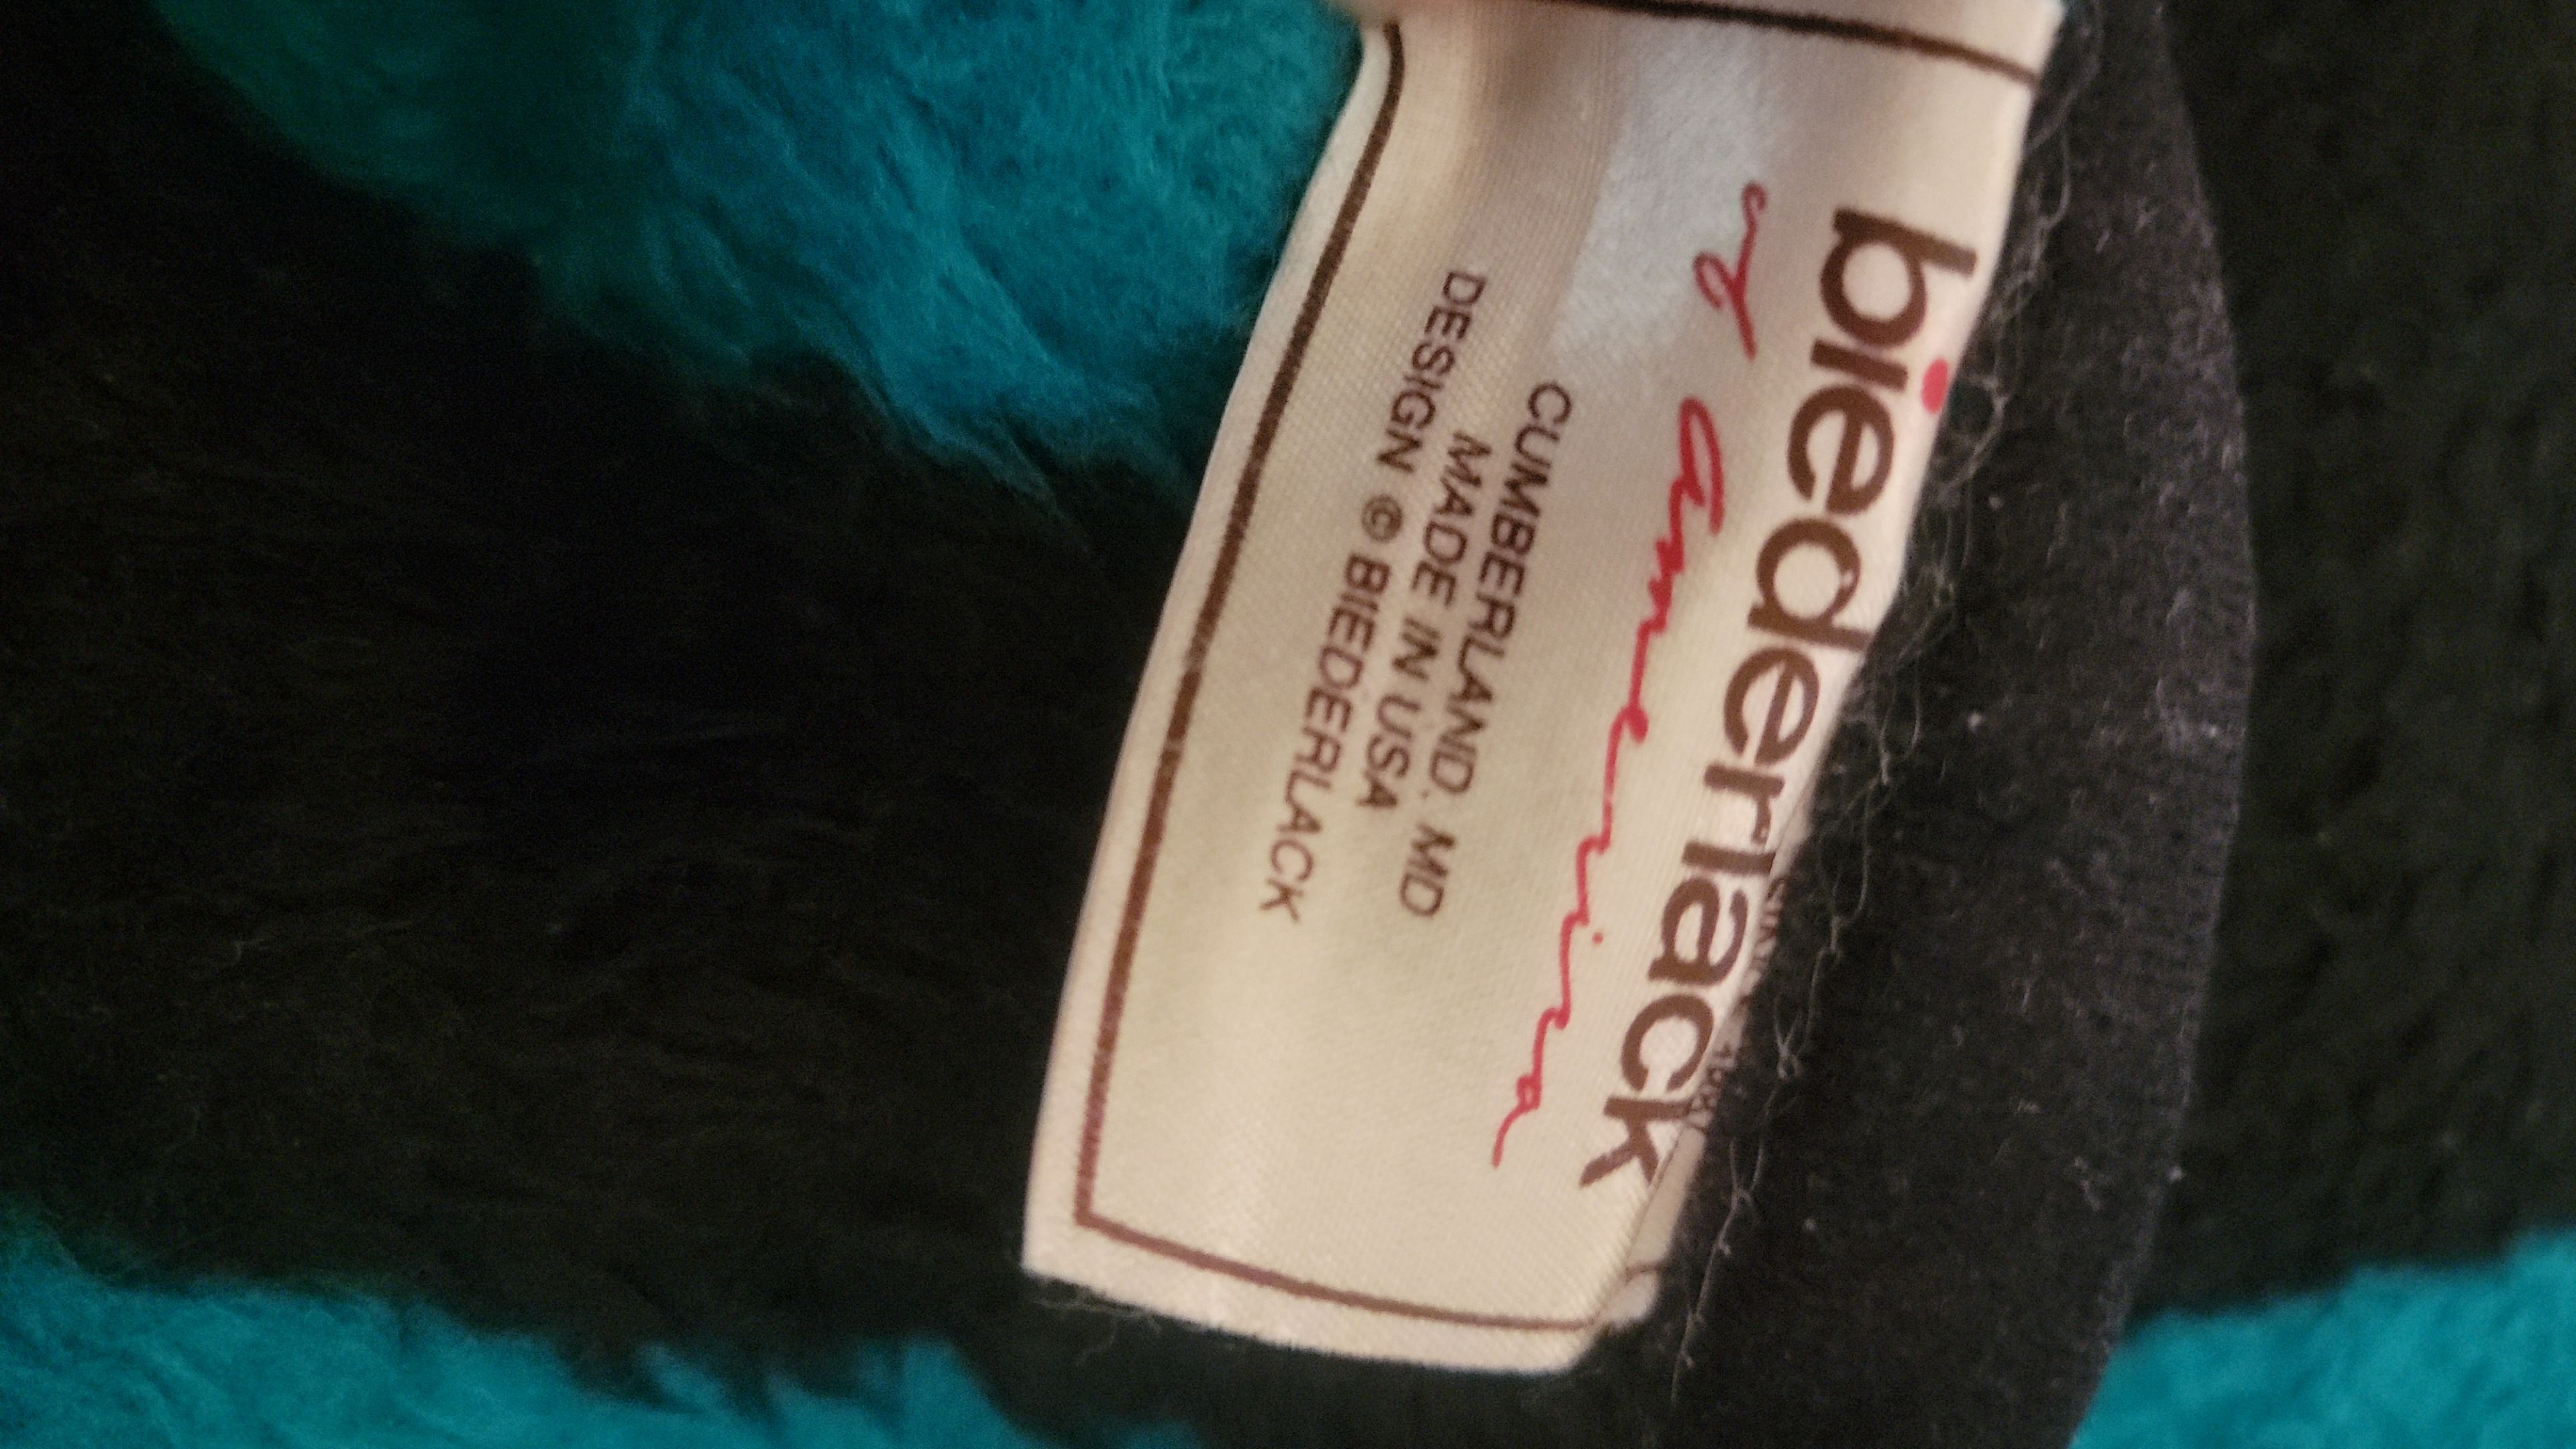 biederlack
of america
CUMBERLAND, MD
MADE IN USA
DESIGN © BIEDERLACK